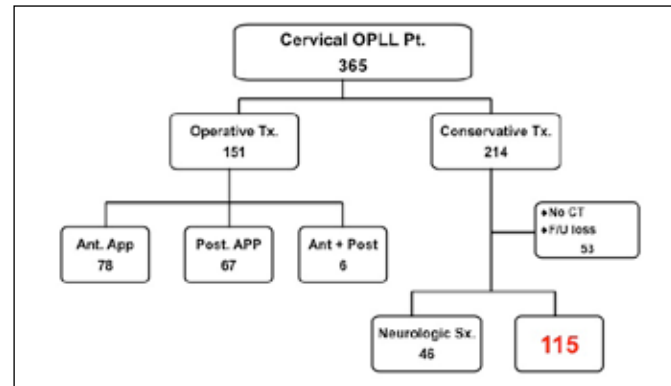 Cervical OPLL Pt.
365
Operative Tx.
151
Conservative Tx.
214
♦No CT
♦F/U loss
53
Ant. App
78
Post. APP
67
Ant + Post
6
Neurologic Sx.
46
115